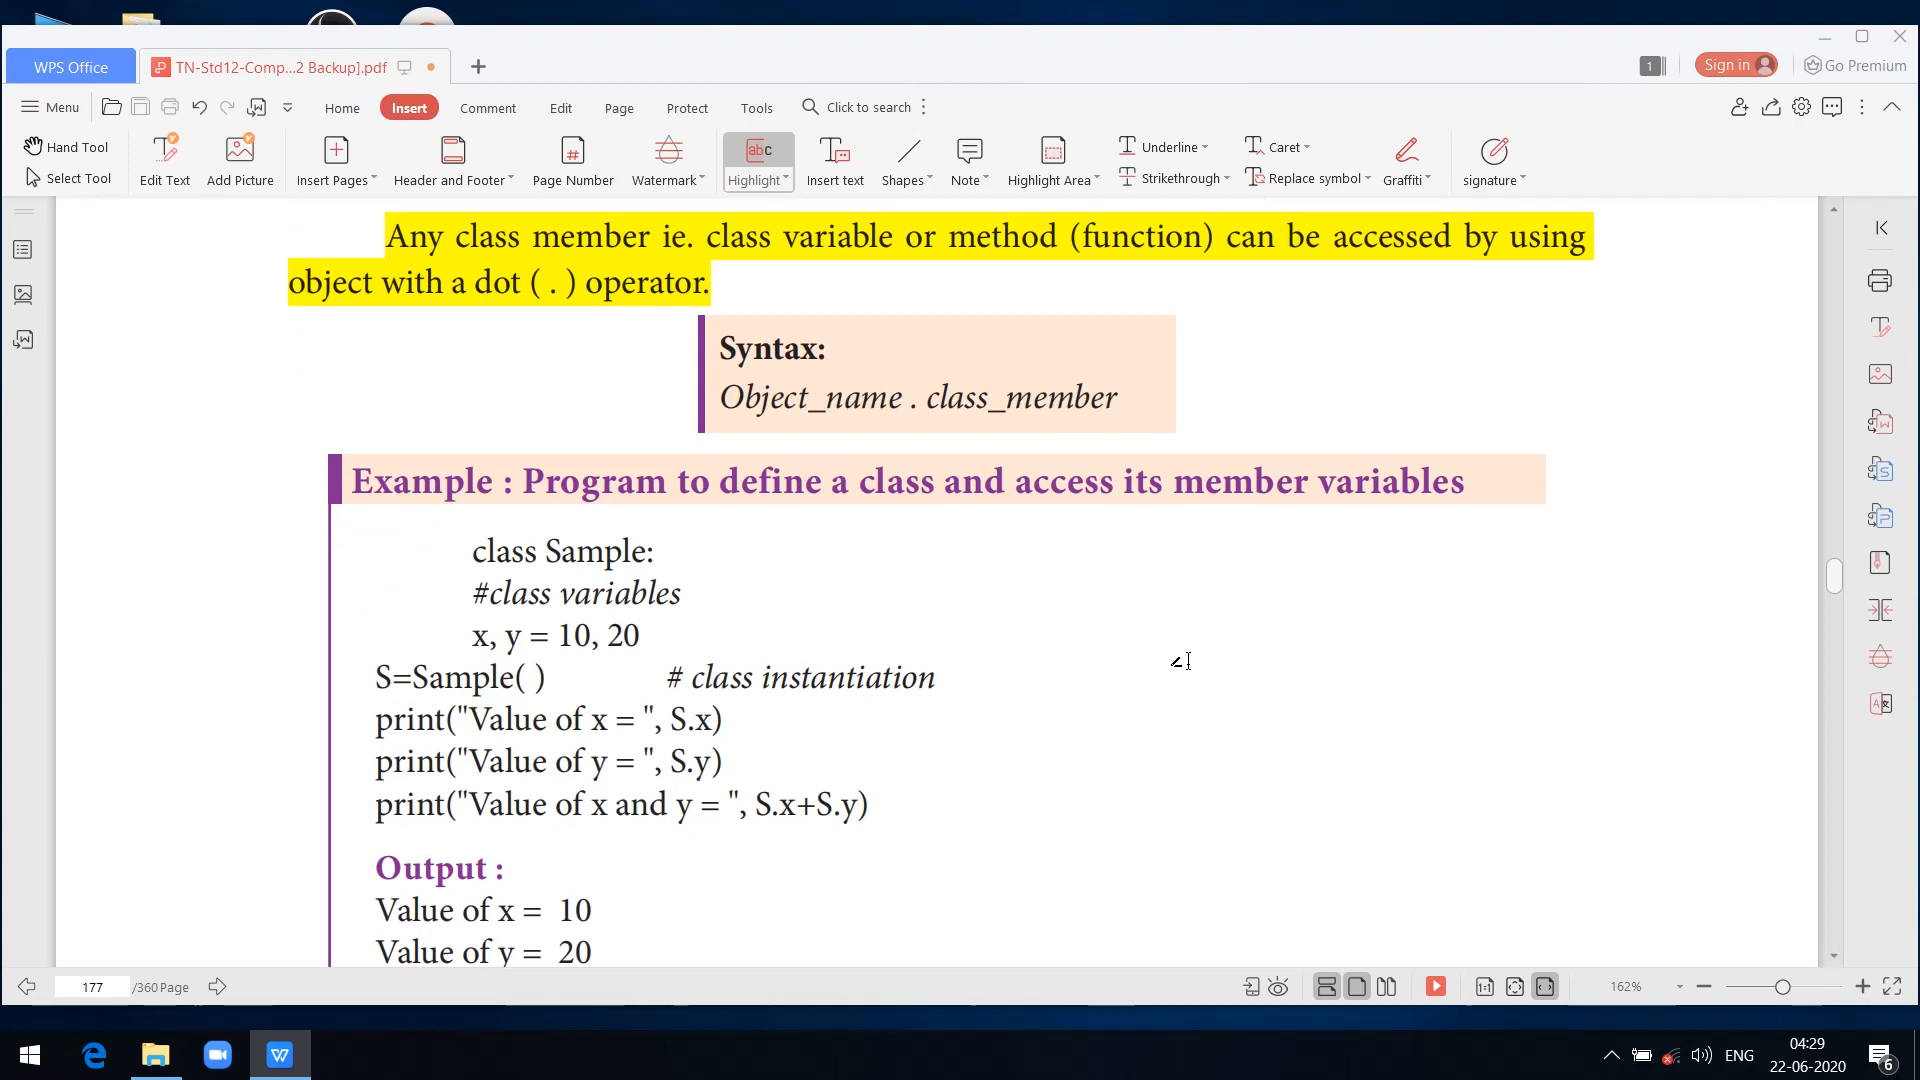 WPS Office
TN-Std12-Comp...2 Backup].pdf
1
Sign in
Go Premium
Menu
Home
Insert
Comment
Edit
Page
Protect
Tools
Click to search
Hand Tool
Select Tool
Edit Text
Add Picture
Insert Pages
Header and Footer
Page Number
Watermark
Highlight
Insert text
Shapes
Note
Highlight Area
Underline
Strikethrough
Caret
Replace symbol
Graffiti
signature
Any class member ie. class variable or method (function) can be accessed by using
object with a dot ( . ) operator.
Syntax:
Object_name . class_member
Example : Program to define a class and access its member variables
class Sample:
#class variables
x, y = 10, 20
S=Sample( ) # class instantiation
print("Value of x = ", S.x)
print("Value of y = ", S.y)
print("Value of x and y = ", S.x+S.y)
Output :
Value of x = 10
Value of y = 20
177 /360 Page
162%
ENG
04:29
22-06-2020
6